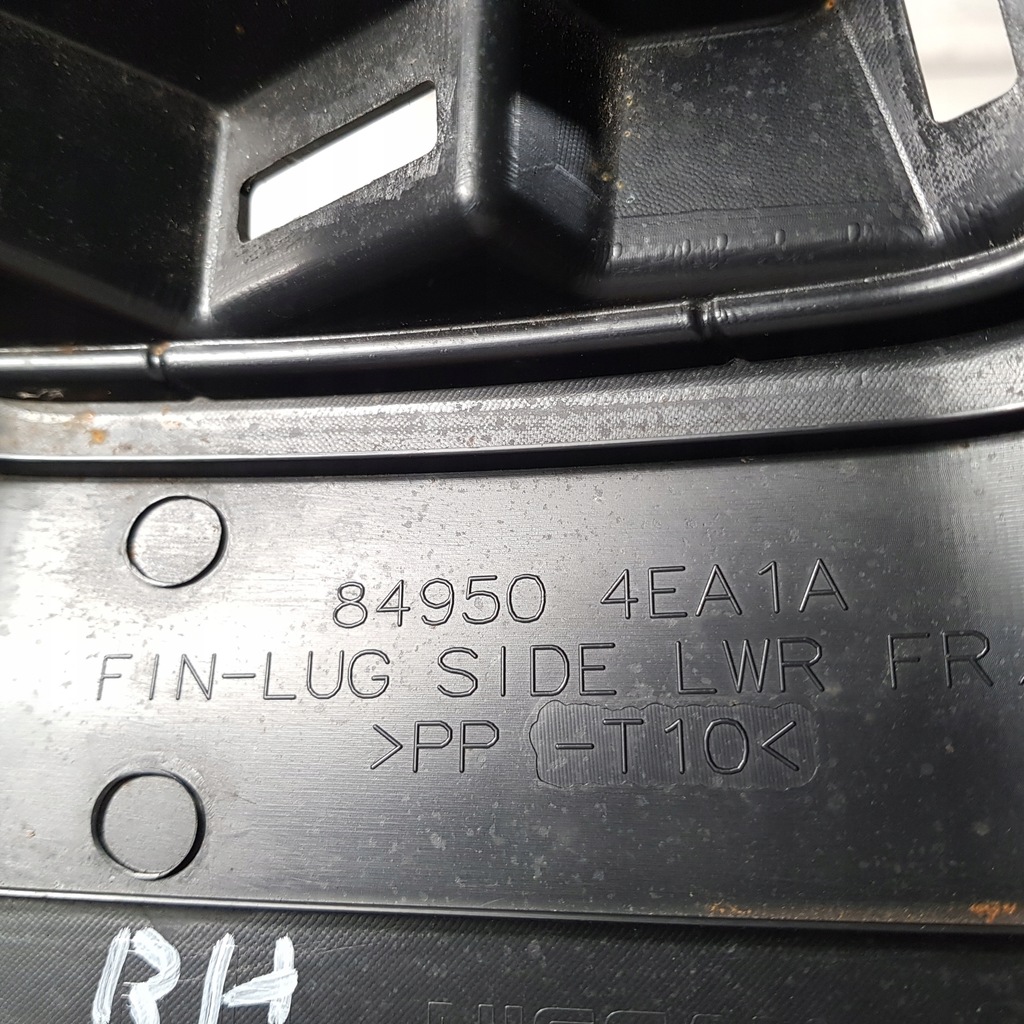 84950 4EA1A
FIN-LUG SIDE LWR FR
>PP -T10<
RH